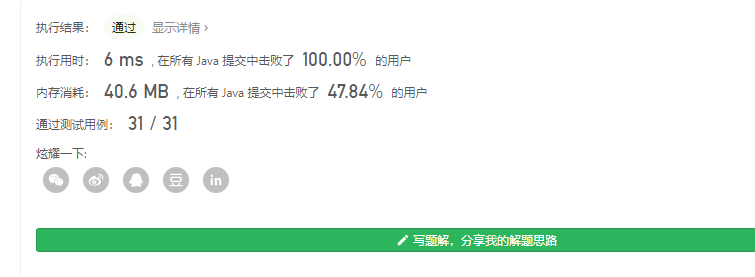 执行结果： 通过 显示详情 ›
执行用时： 6 ms , 在所有 Java 提交中击败了 100.00% 的用户
内存消耗： 40.6 MB , 在所有 Java 提交中击败了 47.84% 的用户
通过测试用例： 31 / 31
炫耀一下:
豆 in
写题解，分享我的解题思路